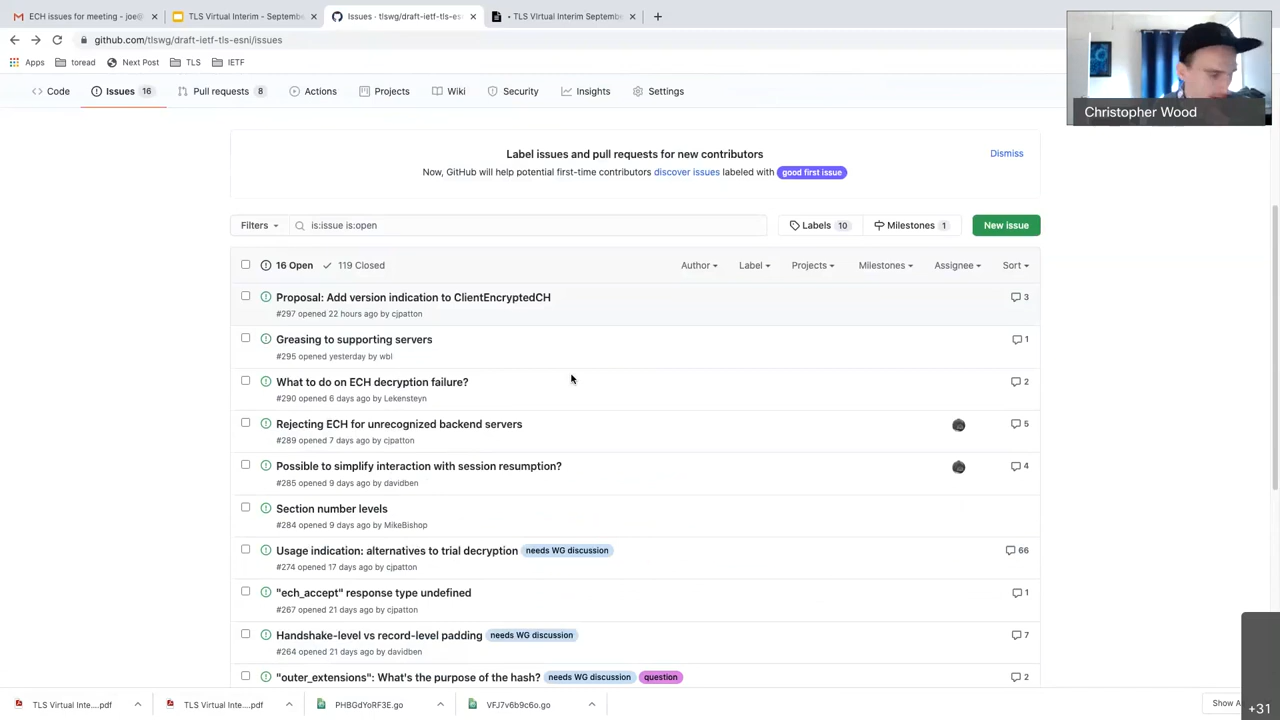 ECH issues for meeting - joe@
TLS Virtual Interim - Septembe
Issues · tlswg/draft-ietf-tls-esn
• TLS VIrtual Interim Septembe
github.com/tlswg/draft-ietf-tls-esni/issues
Apps
toread
Next Post
TLS
IETF
Christopher Wood
Code
Issues 16
Pull requests 8
Actions
Projects
Wiki
Security
Insights
Settings
Label issues and pull requests for new contributors
Dismiss
Now, GitHub will help potential first-time contributors discover issues labeled with good first issue
Filters
is:issue is:open
Labels 10
Milestones 1
New issue
16 Open
119 Closed
Author
Label
Projects
Milestones
Assignee
Sort
Proposal: Add version indication to ClientEncryptedCH
3
#297 opened 22 hours ago by cjpatton
Greasing to supporting servers
1
#295 opened yesterday by wbl
What to do on ECH decryption failure?
2
#290 opened 6 days ago by Lekensteyn
Rejecting ECH for unrecognized backend servers
5
#289 opened 7 days ago by cjpatton
Possible to simplify interaction with session resumption?
4
#285 opened 9 days ago by davidben
Section number levels
#284 opened 9 days ago by MikeBishop
Usage indication: alternatives to trial decryption needs WG discussion
66
#274 opened 17 days ago by cjpatton
"ech_accept" response type undefined
1
#267 opened 21 days ago by cjpatton
Handshake-level vs record-level padding needs WG discussion
7
#264 opened 21 days ago by davidben
"outer_extensions": What's the purpose of the hash? needs WG discussion question
2
TLS Virtual Inte....pdf
TLS Virtual Inte....pdf
PHBGdYoRF3E.go
VFJ7v6b9c6o.go
Show A
+31